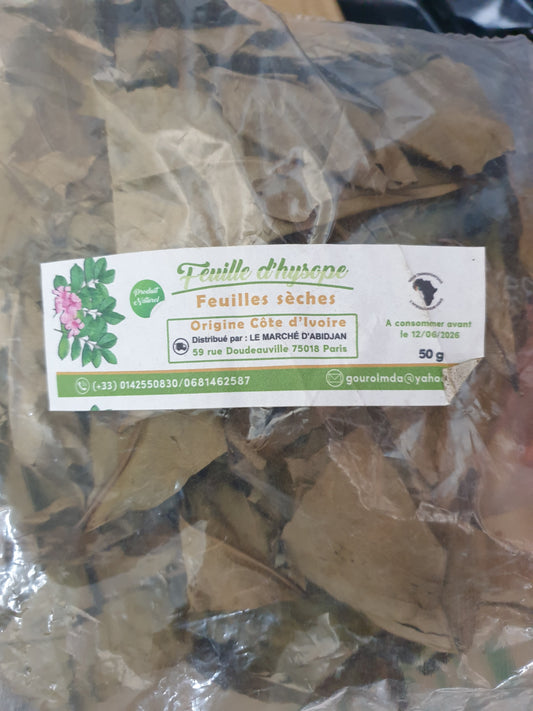 Feuille d'hysope
Produit
Naturel
Feuilles sèches
Origine Côte d'Ivoire
Distribué par : LE MARCHÉ D'ABIDJAN
59 rue Doudeauville 75018 Paris
A consommer avant
le 12/06/2026
50 g
(+33) 0142550830/0681462587
gourolmda@yaho